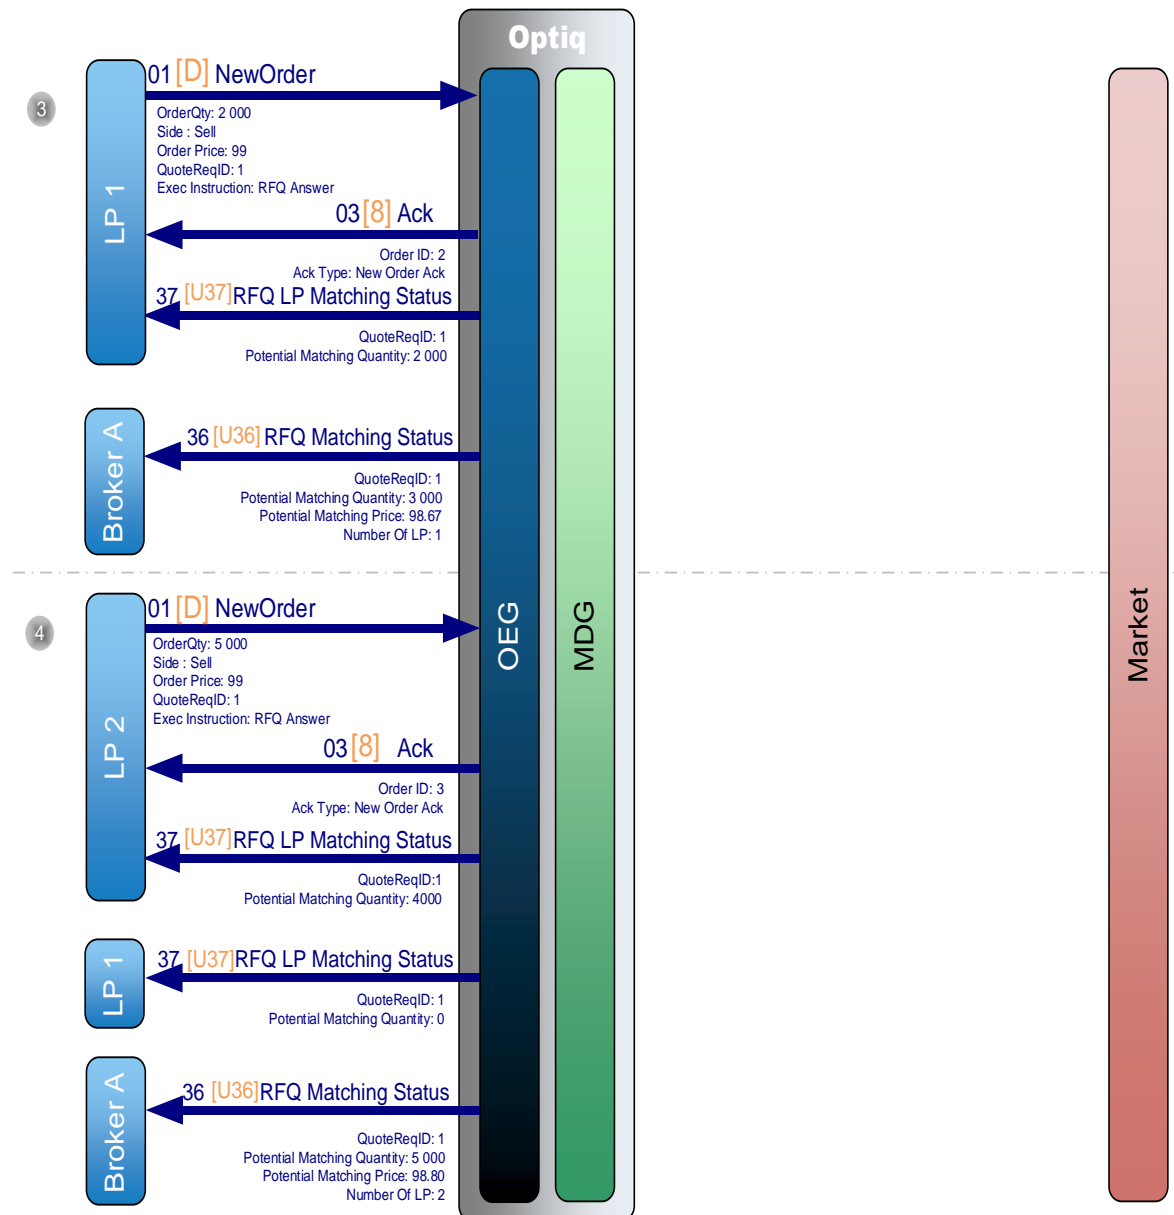 Optiq
3
LP 1
01 [D] NewOrder
OrderQty: 2 000
Side : Sell
Order Price: 99
QuoteReqID: 1
Exec Instruction: RFQ Answer
03 [8] Ack
Order ID: 2
Ack Type: New Order Ack
37 [U37] RFQ LP Matching Status
QuoteReqID: 1
Potential Matching Quantity: 2 000
Broker A
36 [U36] RFQ Matching Status
QuoteReqID: 1
Potential Matching Quantity: 3 000
Potential Matching Price: 98.67
Number Of LP: 1
OEG
MDG
Market
4
LP 2
01 [D] NewOrder
OrderQty: 5 000
Side : Sell
Order Price: 99
QuoteReqID: 1
Exec Instruction: RFQ Answer
03 [8] Ack
Order ID: 3
Ack Type: New Order Ack
37 [U37] RFQ LP Matching Status
QuoteReqID:1
Potential Matching Quantity: 4000
LP 1
37 [U37] RFQ LP Matching Status
QuoteReqID: 1
Potential Matching Quantity: 0
Broker A
36 [U36] RFQ Matching Status
QuoteReqID: 1
Potential Matching Quantity: 5 000
Potential Matching Price: 98.80
Number Of LP: 2